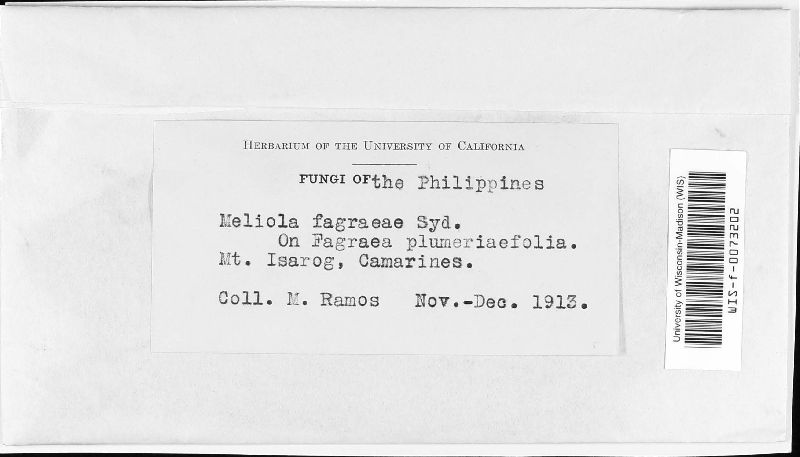 HERBARIUM OF THE UNIVERSITY OF CALIFORNIA
FUNGI OF the Philippines
Meliola fagraeae Syd.
On Fagraea plumeriaefolia.
Mt. Isarog, Camarines.
Coll. M. Ramos Nov.-Dec. 1913.
University of Wisconsin-Madison (WIS)
WIS-f-0073202